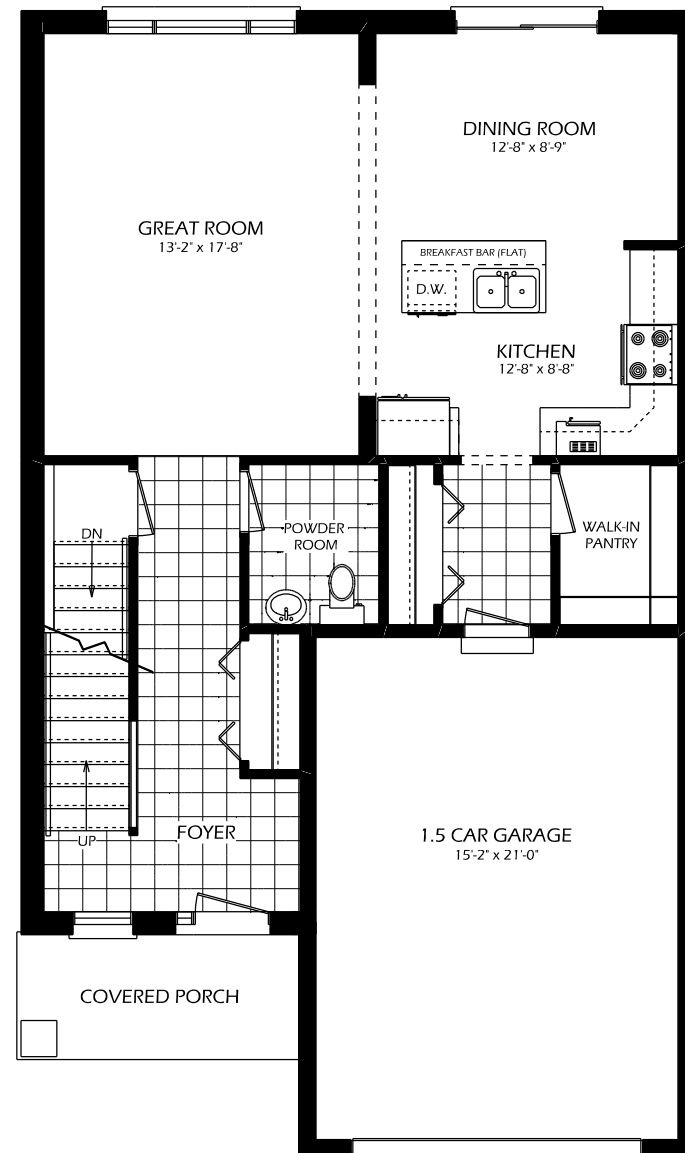 DINING ROOM
12'-8" x 8'-9"
GREAT ROOM
13'-2" x 17'-8"
BREAKFAST BAR (FLAT)
D.W.
KITCHEN
12'-8" x 8'-8"
DN
POWDER
ROOM
WALK-IN
PANTRY
UP
FOYER
1.5 CAR GARAGE
15'-2" x 21'-0"
COVERED PORCH